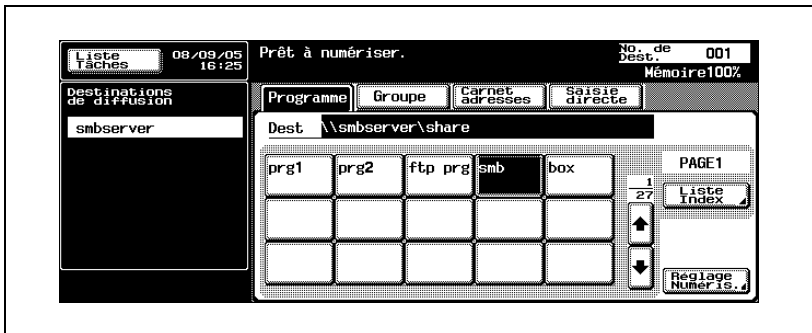 Liste
Tâches
08/09/05
16:25
Prêt à numériser.
No. de
Dest.
001
Mémoire100%
Destinations
de diffusion
smbserver
Programme
Groupe
Carnet
adresses
Saisie
directe
Dest \\smbserver\share
prg1 prg2 ftp prg smb box
1
27
PAGE1
Liste
Index
Réglage
Numéris.